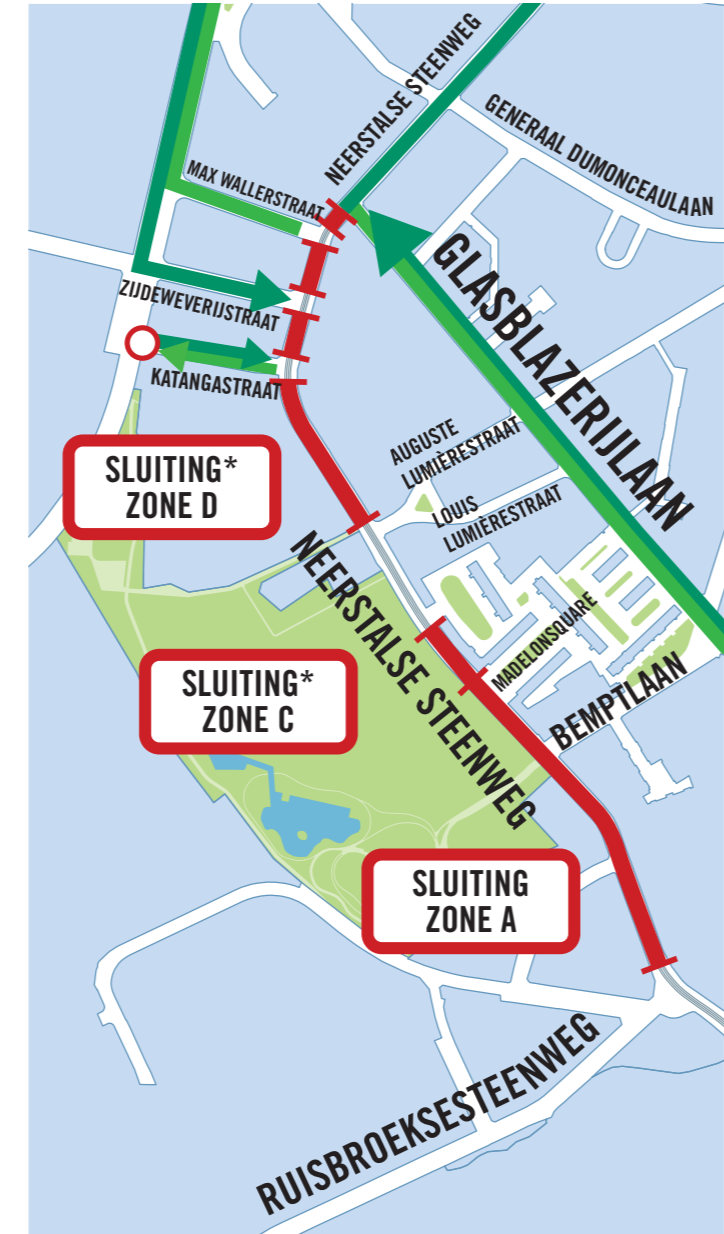 NEERSTALSE STEENWEG
GENERAAL DUMONCEAULAAN
MAX WALLERSTRAAT
GLASBLAZERIJLAAN
ZIJDEWEVERIJSTRAAT
KATANGASTRAAT
AUGUSTE
LUMIÈRESTRAAT
LOUIS
LUMIÈRESTRAAT
SLUITING*
ZONE D
NEERSTALSE STEENWEG
MADELONSQUARE
BEMPTLAAN
SLUITING*
ZONE C
SLUITING
ZONE A
RUISBROEKSESTEENWEG